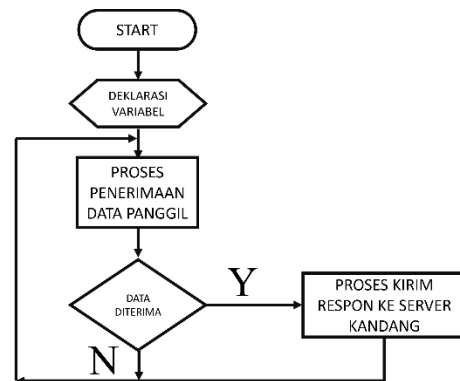 START
DEKLARASI
VARIABEL
PROSES
PENERIMAAN
DATA PANGGIL
DATA
DITERIMA
Y
PROSES KIRIM
RESPON KE SERVER
KANDANG
N